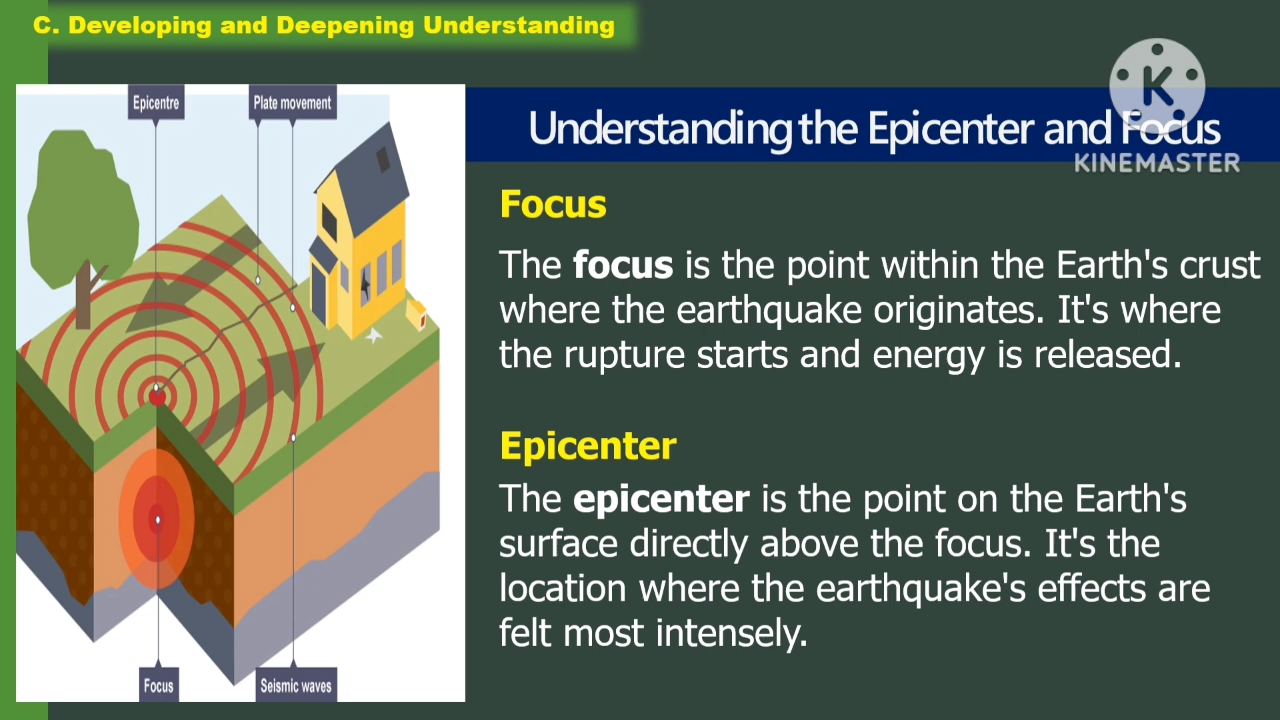 C. Developing and Deepening Understanding
Epicentre
Plate movement
Focus
Seismic waves
K
KINEMASTER
Understanding the Epicenter and Focus
Focus
The focus is the point within the Earth's crust
where the earthquake originates. It's where
the rupture starts and energy is released.
Epicenter
The epicenter is the point on the Earth's
surface directly above the focus. It's the
location where the earthquake's effects are
felt most intensely.